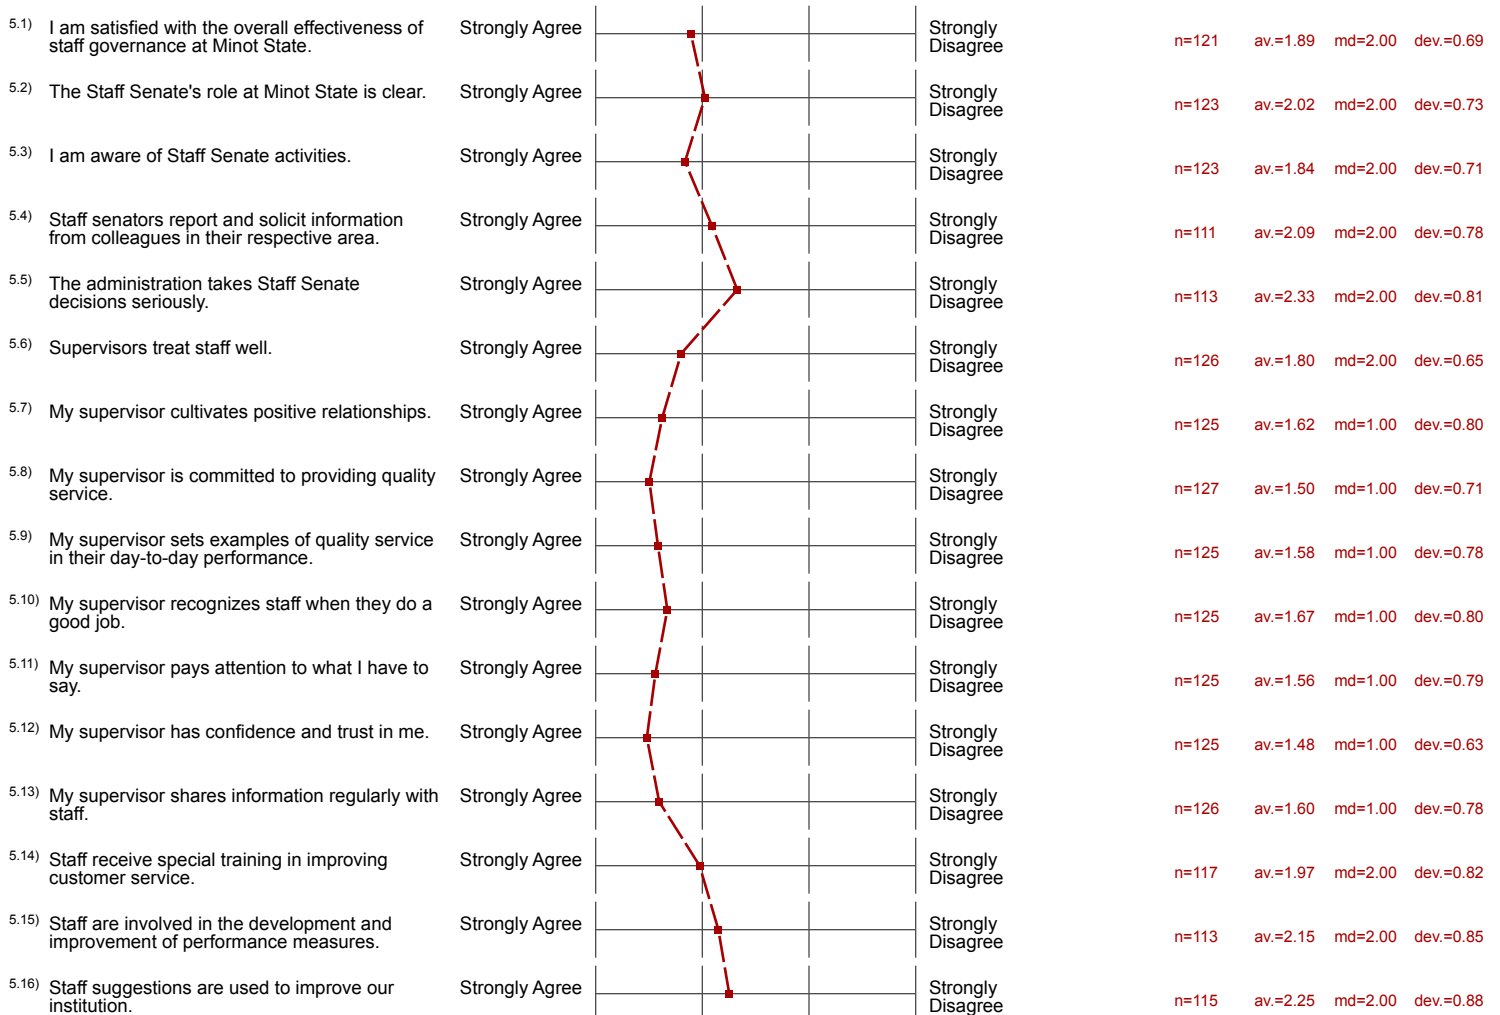 5.1) I am satisfied with the overall effectiveness of Strongly Agree Strongly
staff governance at Minot State. Disagree n=121 av.=1.89 md=2.00 dev.=0.69
5.2) The Staff Senate's role at Minot State is clear. Strongly Agree Strongly
Disagree n=123 av.=2.02 md=2.00 dev.=0.73
5.3) I am aware of Staff Senate activities. Strongly Agree Strongly
Disagree n=123 av.=1.84 md=2.00 dev.=0.71
5.4) Staff senators report and solicit information Strongly Agree Strongly
from colleagues in their respective area. Disagree n=111 av.=2.09 md=2.00 dev.=0.78
5.5) The administration takes Staff Senate Strongly Agree Strongly
decisions seriously. Disagree n=113 av.=2.33 md=2.00 dev.=0.81
5.6) Supervisors treat staff well. Strongly Agree Strongly
Disagree n=126 av.=1.80 md=2.00 dev.=0.65
5.7) My supervisor cultivates positive relationships. Strongly Agree Strongly
Disagree n=125 av.=1.62 md=1.00 dev.=0.80
5.8) My supervisor is committed to providing quality Strongly Agree Strongly
service. Disagree n=127 av.=1.50 md=1.00 dev.=0.71
5.9) My supervisor sets examples of quality service Strongly Agree Strongly
in their day-to-day performance. Disagree n=125 av.=1.58 md=1.00 dev.=0.78
5.10) My supervisor recognizes staff when they do a Strongly Agree Strongly
good job. Disagree n=125 av.=1.67 md=1.00 dev.=0.80
5.11) My supervisor pays attention to what I have to Strongly Agree Strongly
say. Disagree n=125 av.=1.56 md=1.00 dev.=0.79
5.12) My supervisor has confidence and trust in me. Strongly Agree Strongly
Disagree n=125 av.=1.48 md=1.00 dev.=0.63
5.13) My supervisor shares information regularly with Strongly Agree Strongly
staff. Disagree n=126 av.=1.60 md=1.00 dev.=0.78
5.14) Staff receive special training in improving Strongly Agree Strongly
customer service. Disagree n=117 av.=1.97 md=2.00 dev.=0.82
5.15) Staff are involved in the development and Strongly Agree Strongly
improvement of performance measures. Disagree n=113 av.=2.15 md=2.00 dev.=0.85
5.16) Staff suggestions are used to improve our Strongly Agree Strongly
institution. Disagree n=115 av.=2.25 md=2.00 dev.=0.88